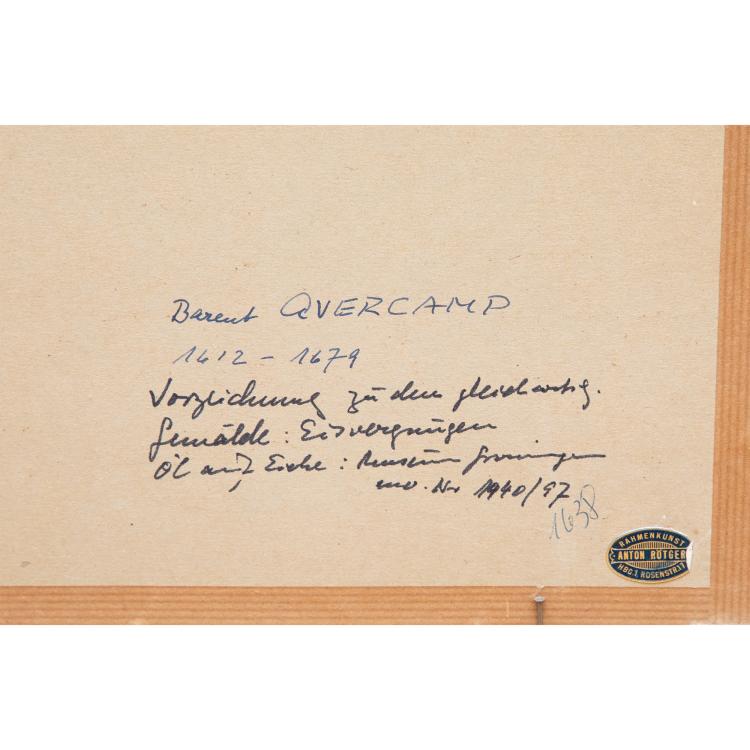 Barent AVERCAMP
1612 - 1679
Vorzeichnung zu dem gleichartig.
Gemälde: Eisvergnügen
Öl auf Eiche: Museum Groningen
inv. Nr 1940/97
1638
RAHMENKUNST
ANTON RÖTGER
HBG.1 ROSENSTR.17